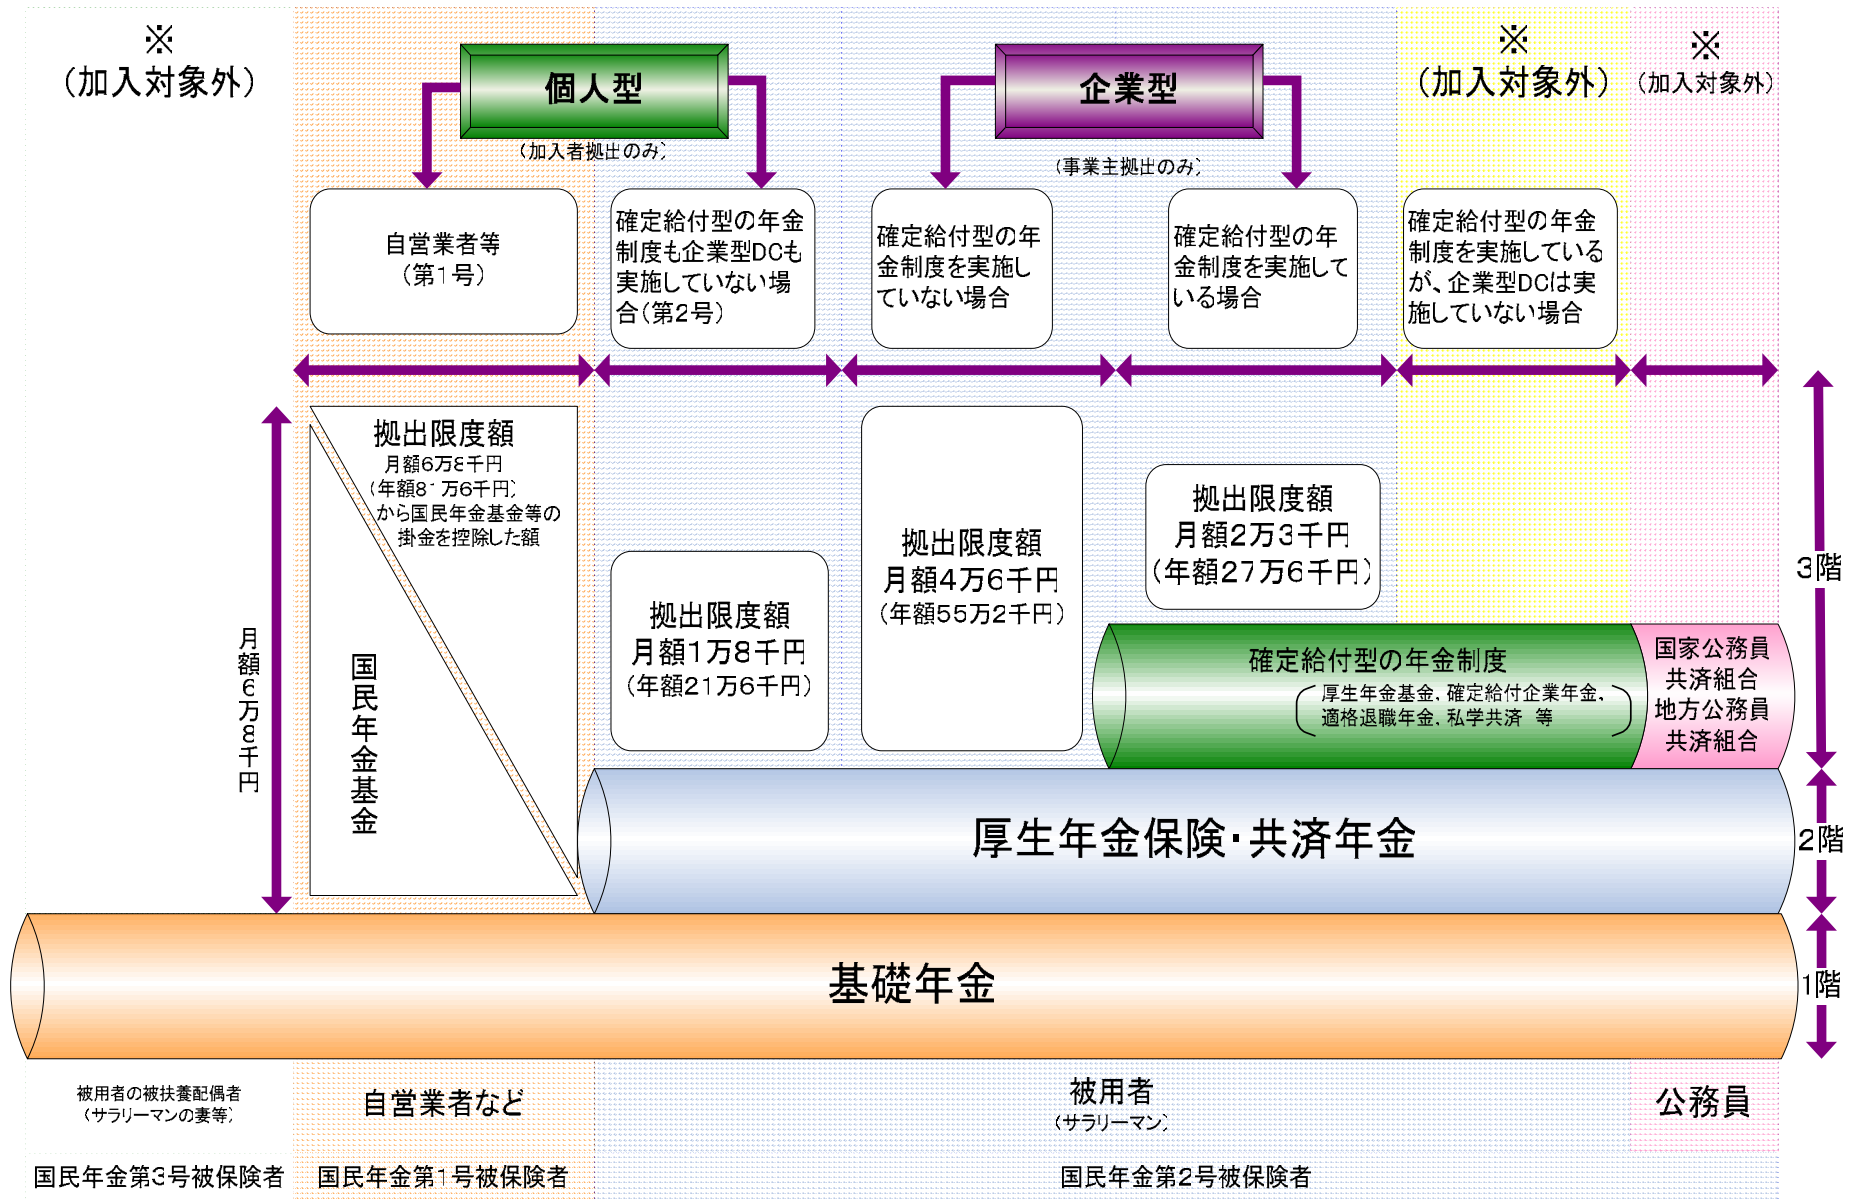 ※
（加入対象外）
個人型
（加入者拠出のみ）
企業型
（事業主拠出のみ）
※
（加入対象外）
※
（加入対象外）
自営業者等
（第1号）
確定給付型の年金
制度も企業型DCも
実施していない場
合（第2号）
確定給付型の年
金制度を実施し
ていない場合
確定給付型の年
金制度を実施して
いる場合
確定給付型の年金
制度を実施している
が、企業型DCは実
施していない場合
拠出限度額
月額6万8千円
（年額81万6千円）
から国民年金基金等の
掛金を控除した額
国民年金基金
月額6万8千円
拠出限度額
月額1万8千円
（年額21万6千円）
拠出限度額
月額4万6千円
（年額55万2千円）
拠出限度額
月額2万3千円
（年額27万6千円）
確定給付型の年金制度
厚生年金基金、確定給付企業年金、
適格退職年金、私学共済 等
国家公務員
共済組合
地方公務員
共済組合
3階
厚生年金保険・共済年金
2階
基礎年金
1階
被用者の被扶養配偶者
（サラリーマンの妻等）
自営業者など
被用者
（サラリーマン）
公務員
国民年金第3号被保険者
国民年金第1号被保険者
国民年金第2号被保険者